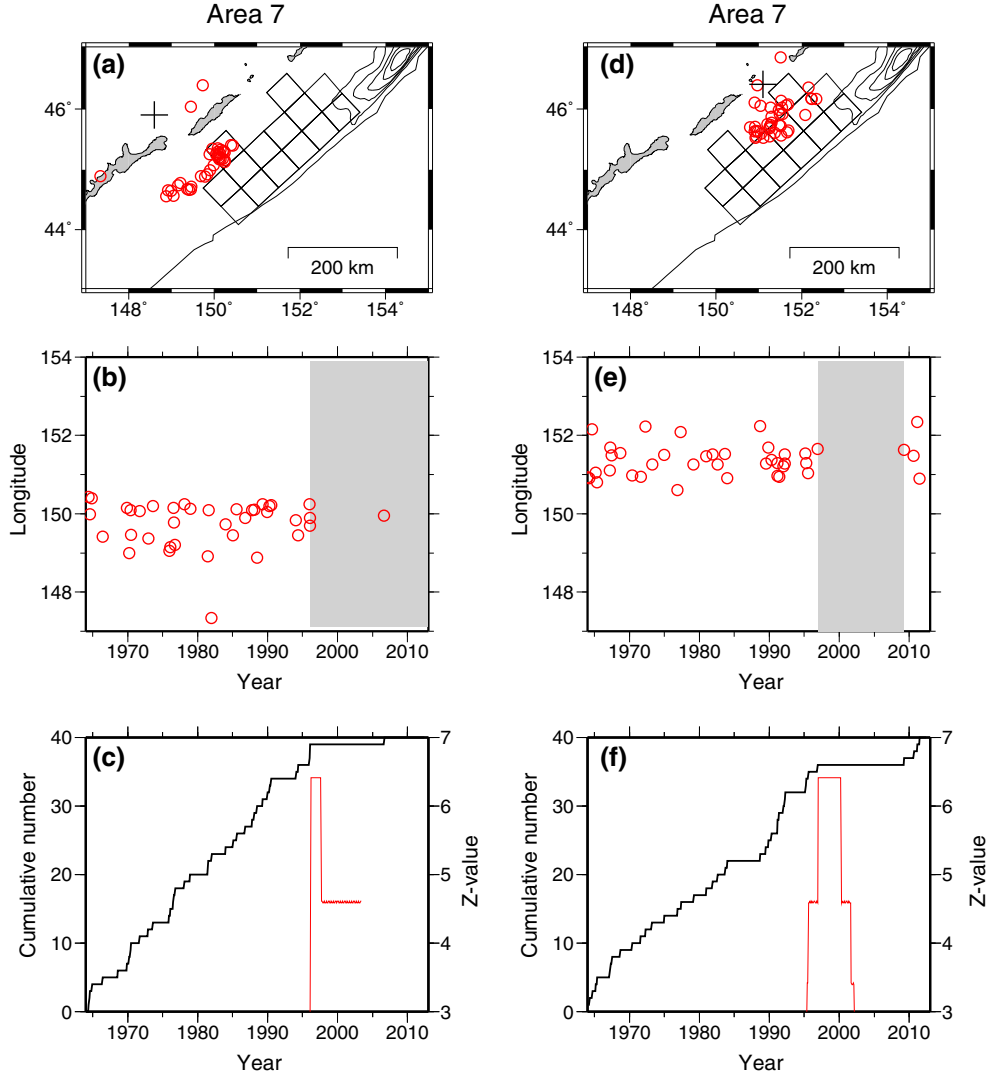 Area 7
Area 7
(a)
46˚
44˚
200 km
148˚ 150˚ 152˚ 154˚
(d)
46˚
44˚
200 km
148˚ 150˚ 152˚ 154˚
(b)
Longitude
154
152
150
148
1970 1980 1990 2000 2010
Year
(e)
Longitude
154
152
150
148
1970 1980 1990 2000 2010
Year
(c)
Cumulative number
40
30
20
10
0
7
6
5
4
3
Z-value
1970 1980 1990 2000 2010
Year
(f)
Cumulative number
40
30
20
10
0
7
6
5
4
3
Z-value
1970 1980 1990 2000 2010
Year